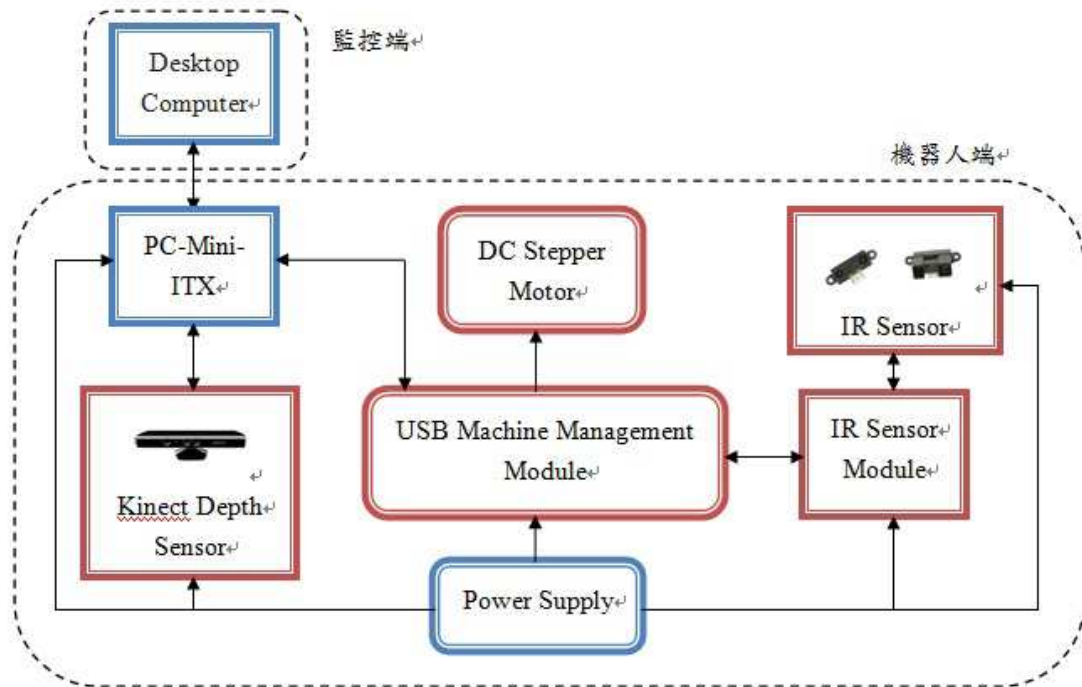 監控端
Desktop
Computer
機器人端
PC-Mini-
ITX
DC Stepper
Motor
IR Sensor
USB Machine Management
Module
IR Sensor
Module
Kinect Depth
Sensor
Power Supply